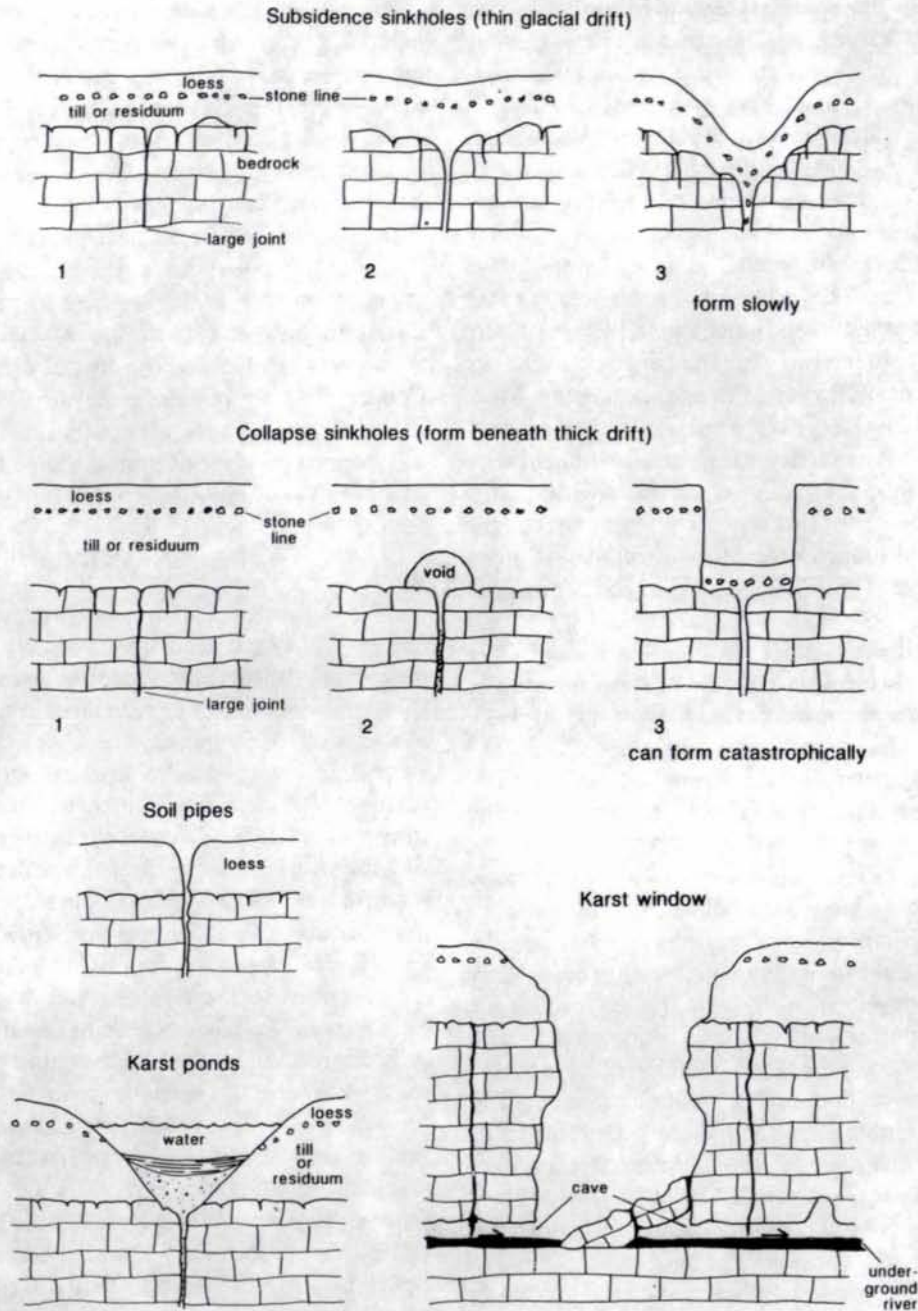 Subsidence sinkholes (thin glacial drift)
loess
stone line
till or residuum
bedrock
large joint
1
2
3
form slowly
Collapse sinkholes (form beneath thick drift)
loess
stone
line
till or residuum
void
large joint
1
2
3
can form catastrophically
Soil pipes
loess
Karst window
Karst ponds
loess
water
till
or
residuum
cave
under-
ground
river